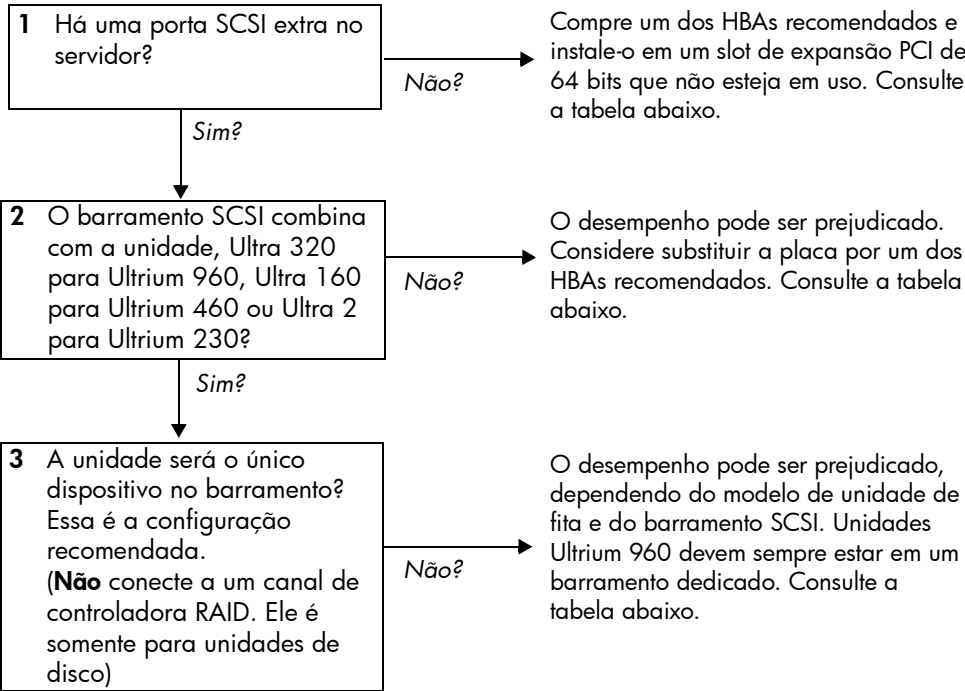 1 Há uma porta SCSI extra no
servidor?
Não?
Compre um dos HBAs recomendados e
instale-o em um slot de expansão PCI de
64 bits que não esteja em uso. Consulte
a tabela abaixo.
Sim?
2 O barramento SCSI combina
com a unidade, Ultra 320
para Ultrium 960, Ultra 160
para Ultrium 460 ou Ultra 2
para Ultrium 230?
Não?
O desempenho pode ser prejudicado.
Considere substituir a placa por um dos
HBAs recomendados. Consulte a tabela
abaixo.
Sim?
3 A unidade será o único
dispositivo no barramento?
Essa é a configuração
recomendada.
(Não conecte a um canal de
controladora RAID. Ele é
somente para unidades de
disco)
Não?
O desempenho pode ser prejudicado,
dependendo do modelo de unidade de
fita e do barramento SCSI. Unidades
Ultrium 960 devem sempre estar em um
barramento dedicado. Consulte a
tabela abaixo.